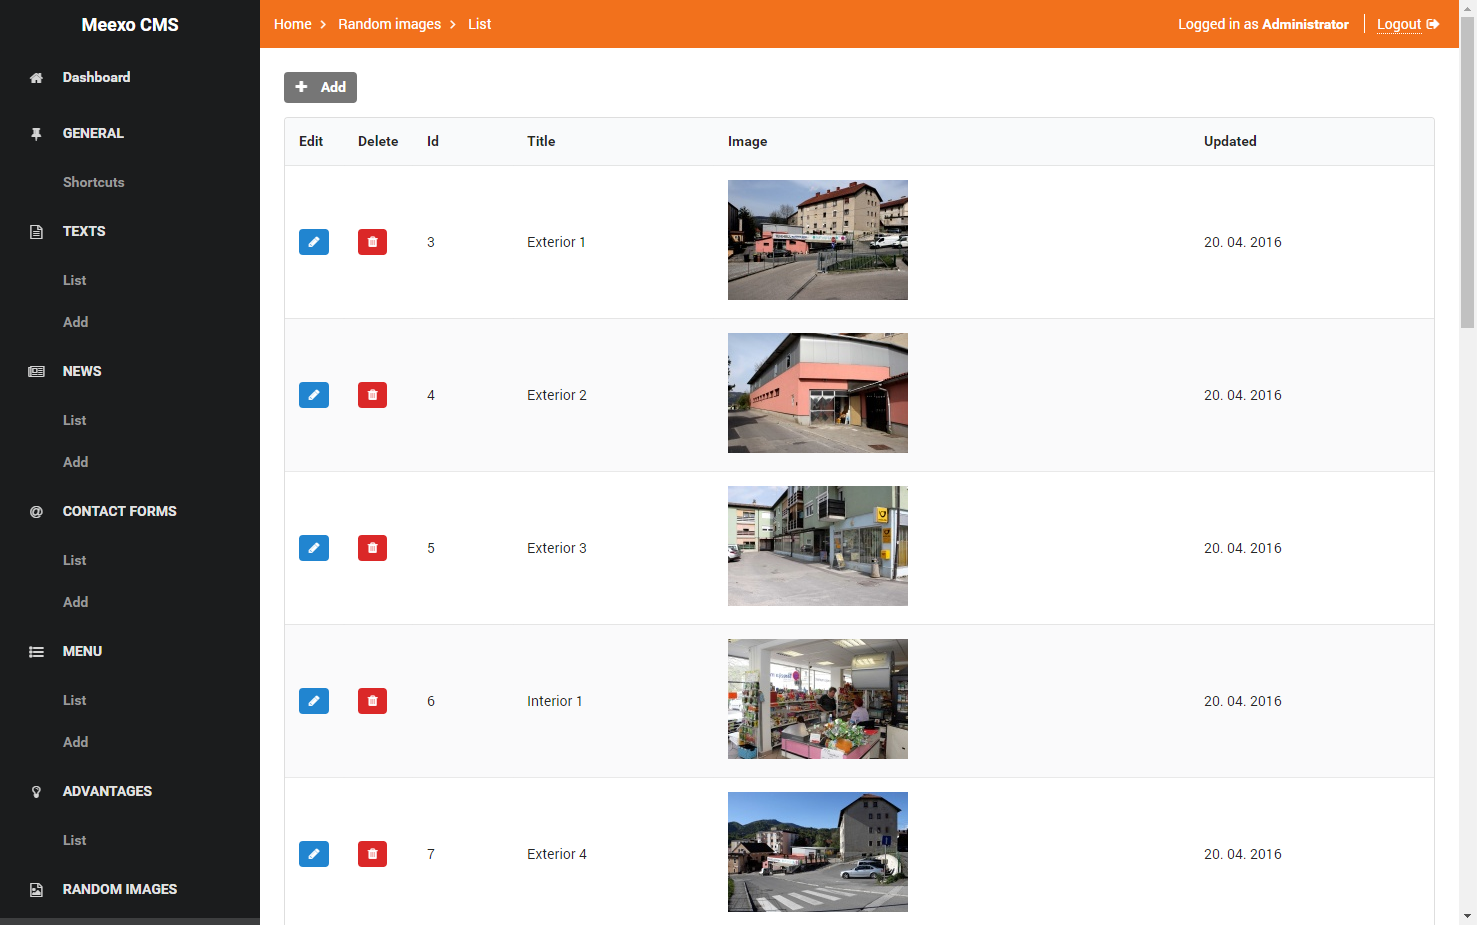 Meexo CMS
Home Random images List
Logged in as Administrator Logout
Dashboard
GENERAL
Shortcuts
TEXTS
List
Add
NEWS
List
Add
CONTACT FORMS
List
Add
MENU
List
Add
ADVANTAGES
List
RANDOM IMAGES
Add
Edit Delete Id Title Image Updated
3 Exterior 1 20. 04. 2016
4 Exterior 2 20. 04. 2016
5 Exterior 3 20. 04. 2016
6 Interior 1 20. 04. 2016
7 Exterior 4 20. 04. 2016